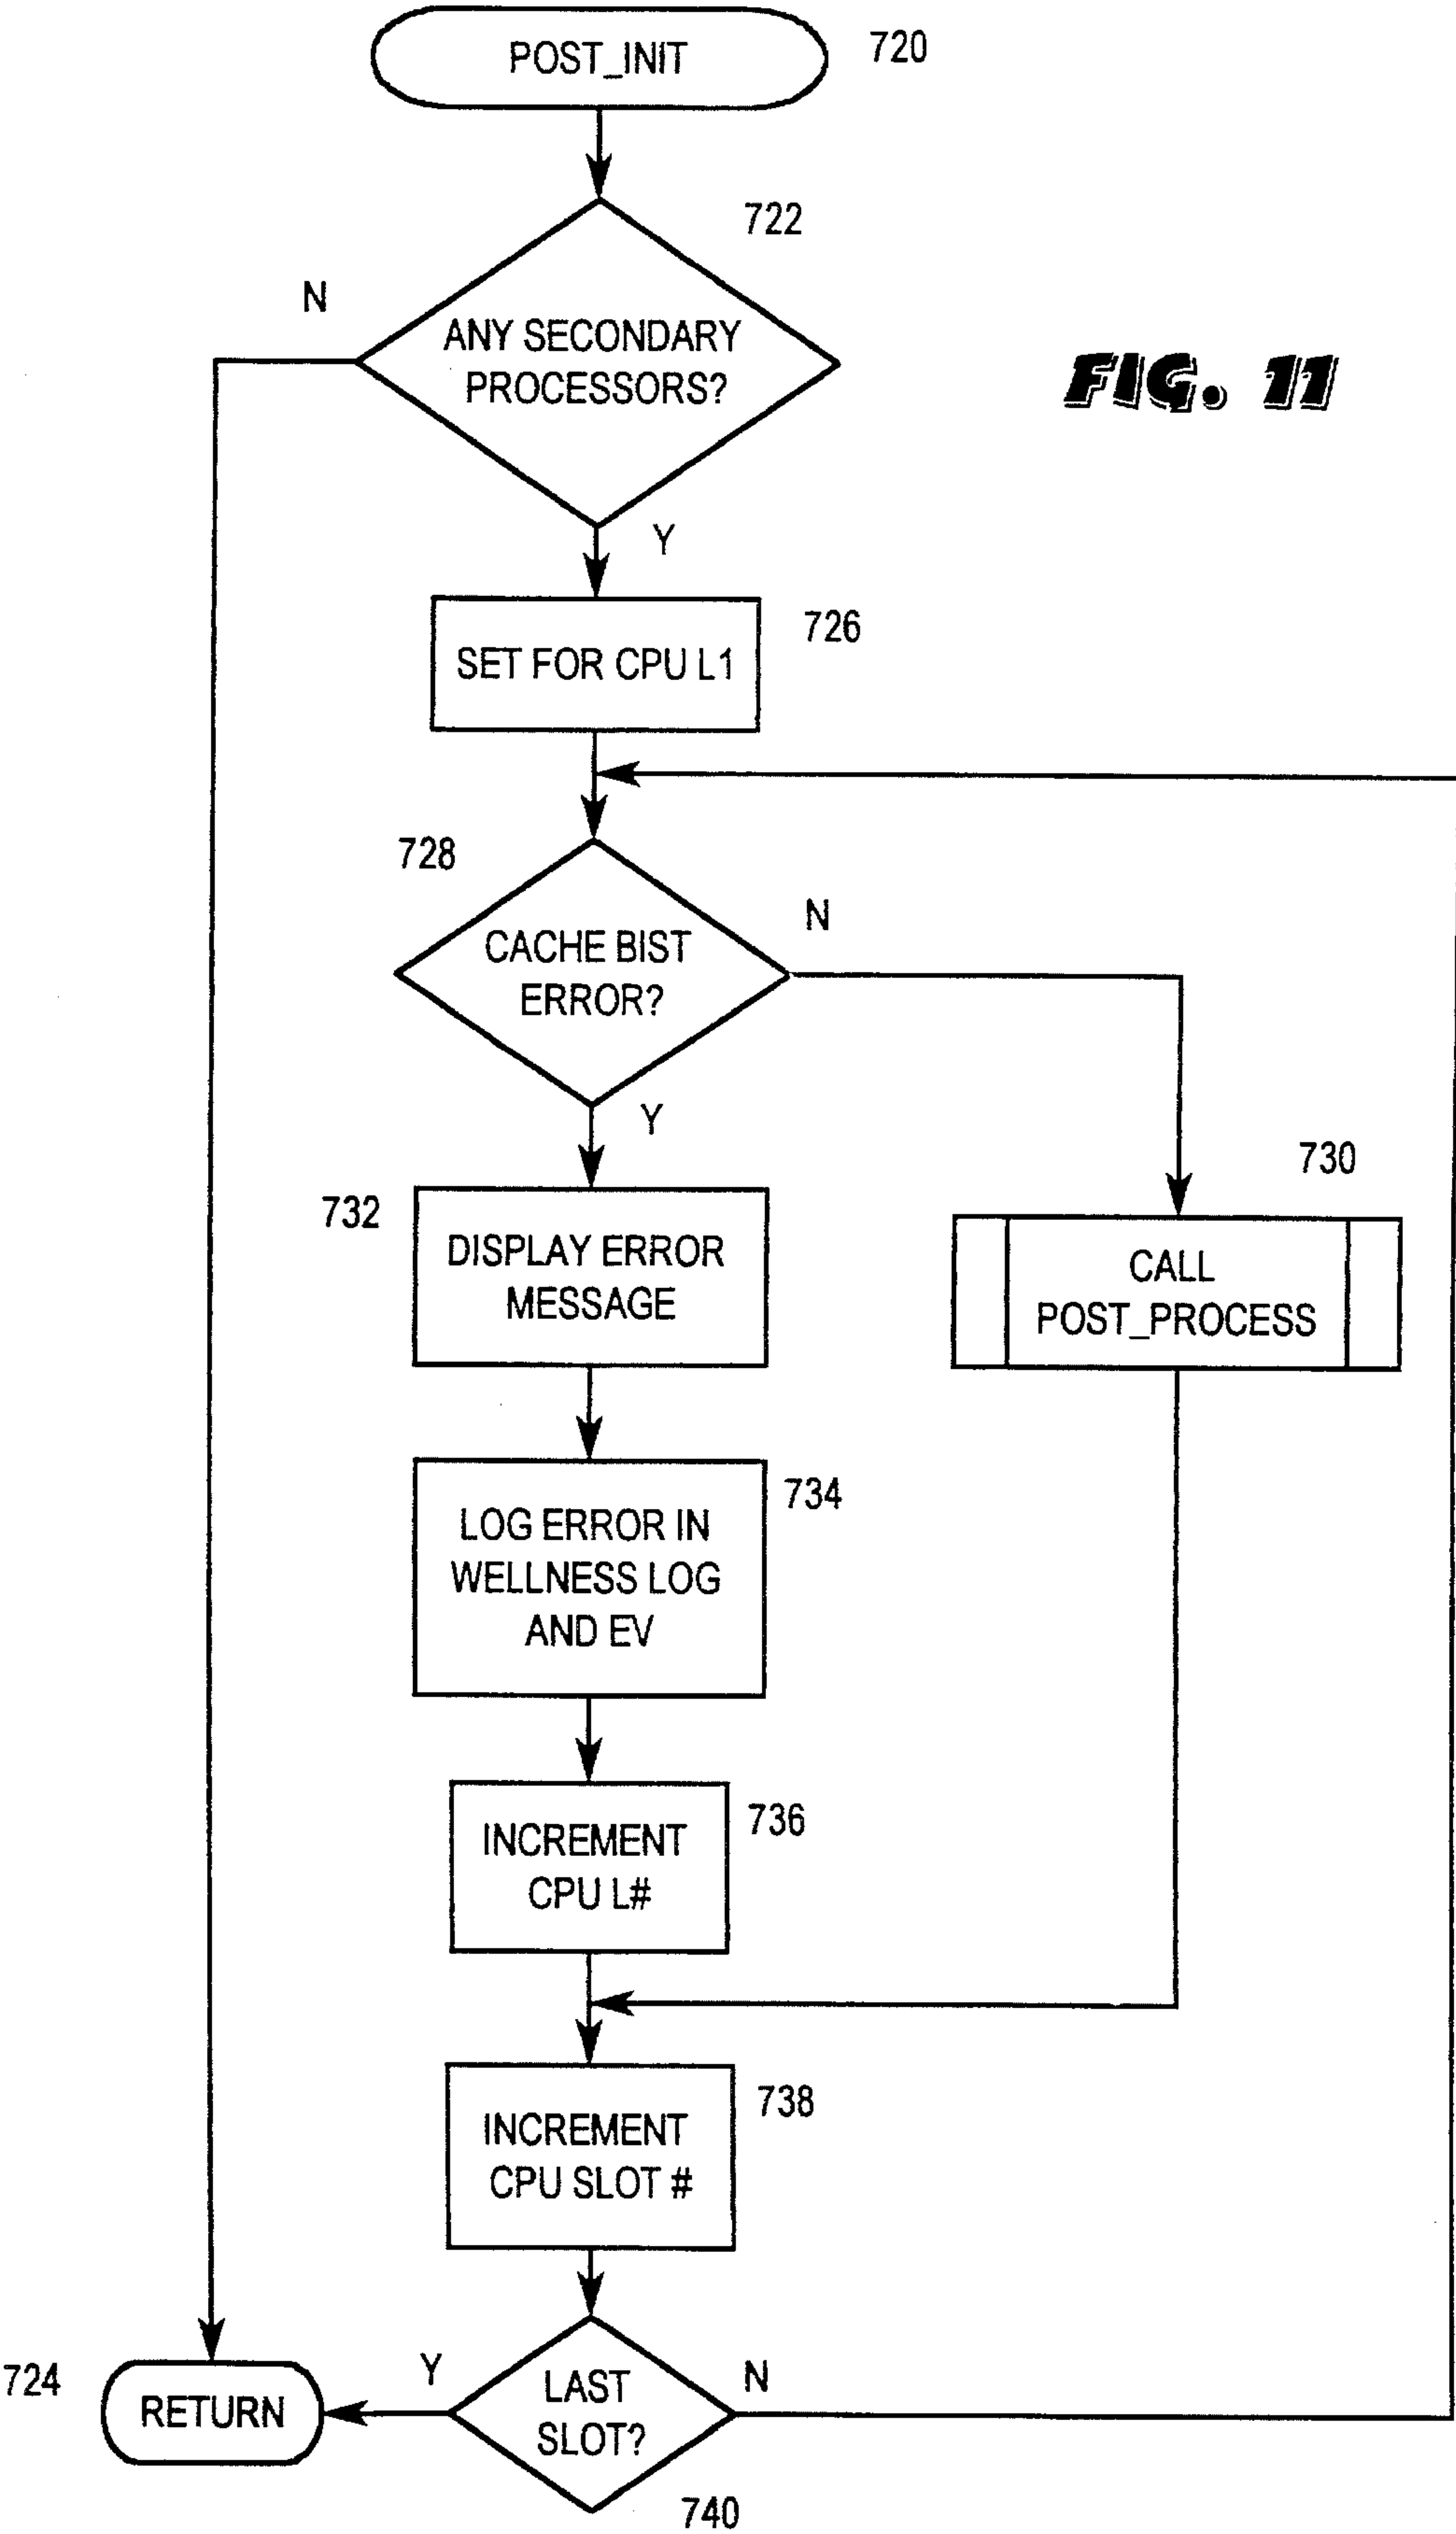 POST_INIT
720
722
N
ANY SECONDARY
PROCESSORS?
FIG. 11
Y
SET FOR CPU L1
726
728
N
CACHE BIST
ERROR?
Y
730
732
DISPLAY ERROR
MESSAGE
CALL
POST_PROCESS
734
LOG ERROR IN
WELLNESS LOG
AND EV
736
INCREMENT
CPU L#
738
INCREMENT
CPU SLOT #
724
RETURN
Y
LAST
SLOT?
N
740